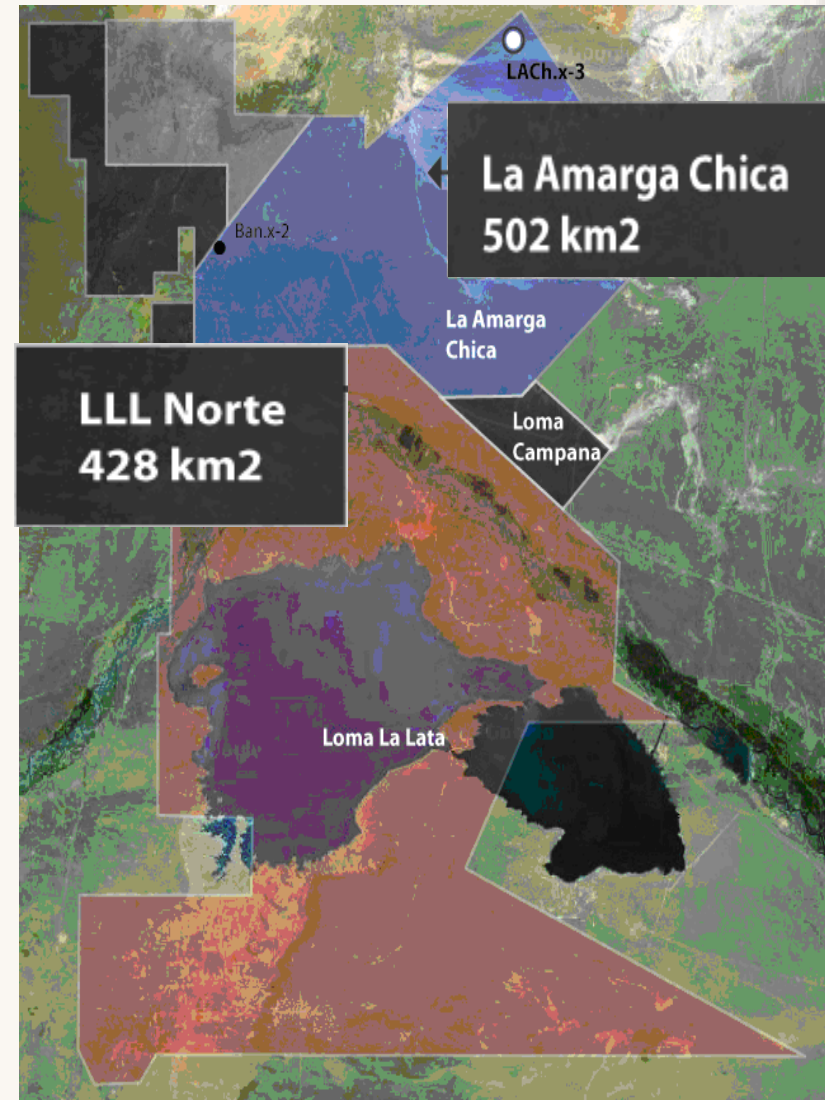 LACh.x-3
La Amarga Chica
502 km2
Ban.x-2
La Amarga
Chica
LLL Norte
428 km2
Loma
Campana
Loma La Lata